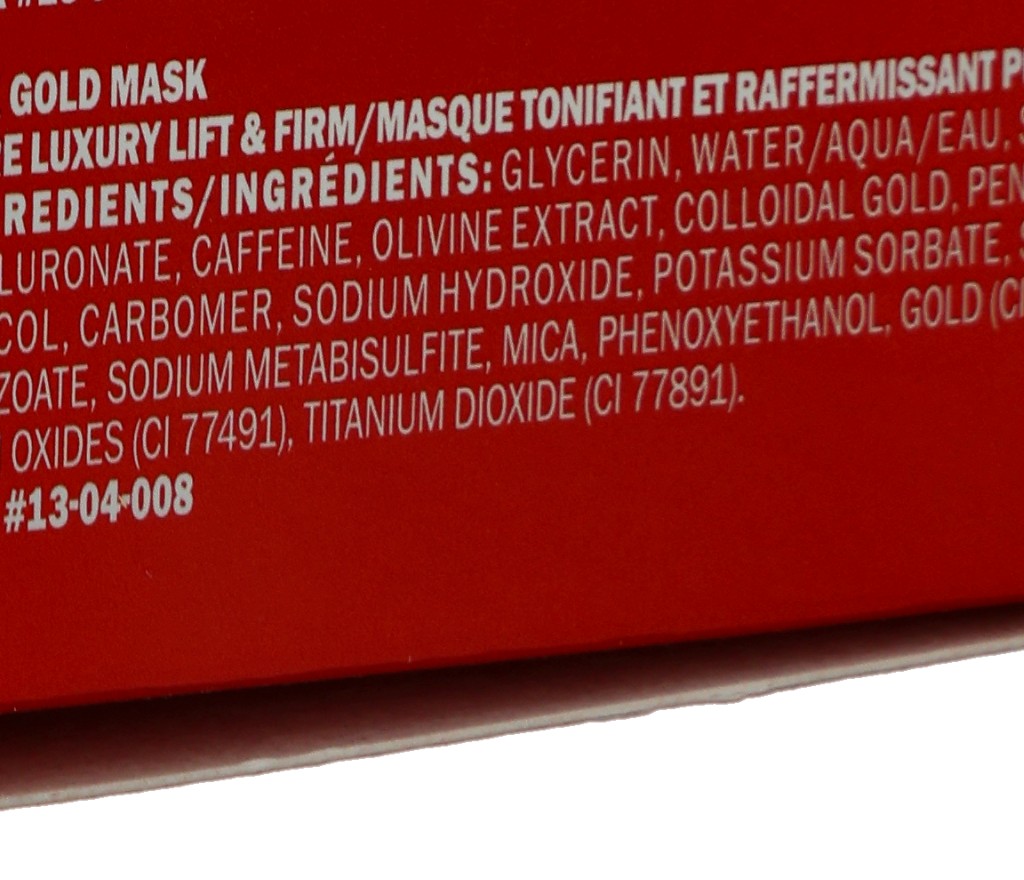 GOLD MASK
LUXURY LIFT & FIRM/MASQUE TONIFIANT ET RAFFERMISSANT
REDIENTS/INGRÉDIENTS: GLYCERIN, WATER/AQUA/EAU,
LURONATE, CAFFEINE, OLIVINE EXTRACT, COLLOIDAL GOLD, PEN
COL, CARBOMER, SODIUM HYDROXIDE, POTASSIUM SORBATE,
ZOATE, SODIUM METABISULFITE, MICA, PHENOXYETHANOL, GOLD (CI
OXIDES (CI 77491), TITANIUM DIOXIDE (CI 77891).
#13-04-008